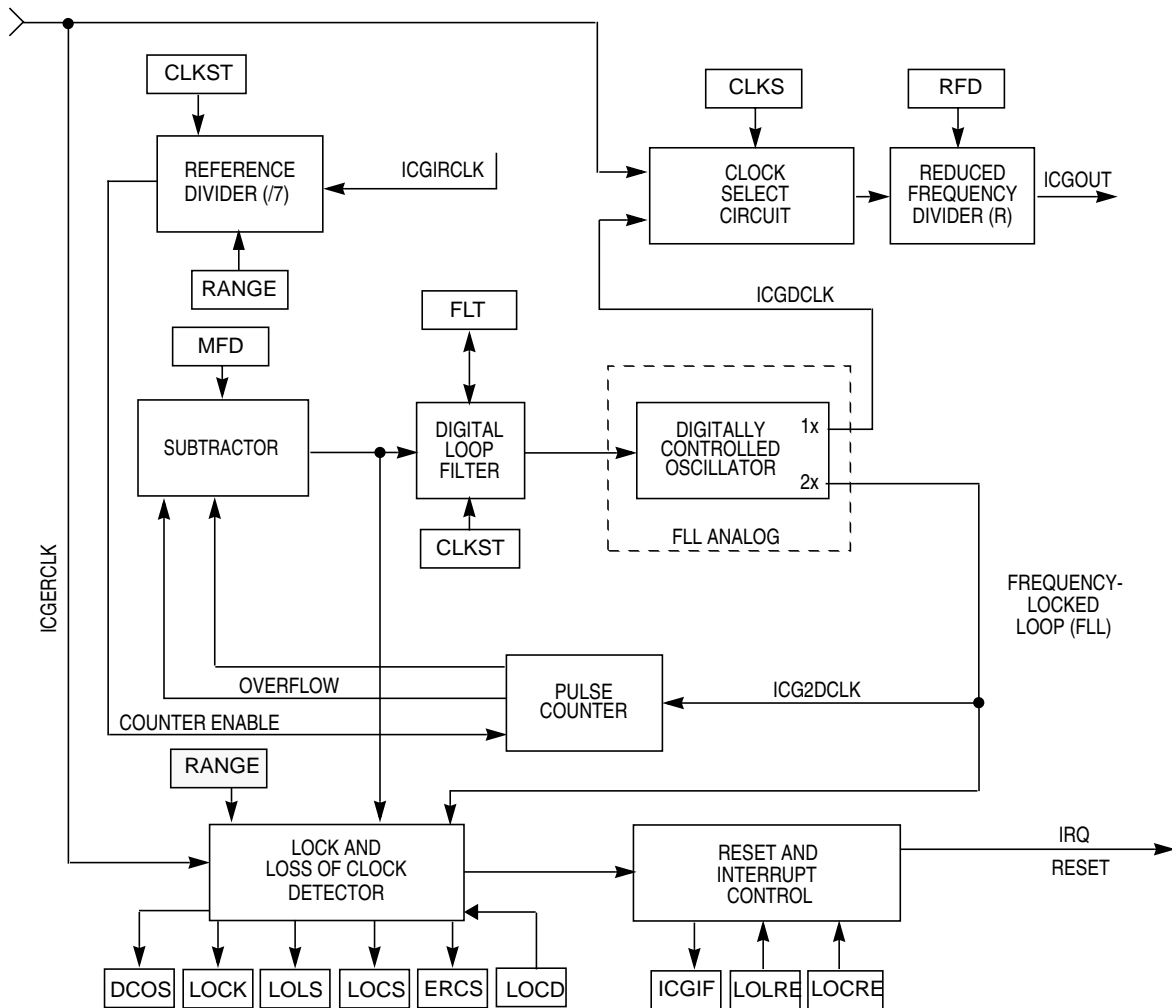 CLKST
CLKS
RFD
REFERENCE
DIVIDER (/7)
ICGIRCLK
CLOCK
SELECT
CIRCUIT
REDUCED
FREQUENCY
DIVIDER (R)
ICGOUT
RANGE
ICGDCLK
FLT
MFD
SUBTRACTOR
DIGITAL
LOOP
FILTER
DIGITALLY
CONTROLLED
OSCILLATOR
1x
2x
CLKST
FLL ANALOG
ICGERCLK
FREQUENCY-
LOCKED
LOOP (FLL)
OVERFLOW
PULSE
COUNTER
ICG2DCLK
COUNTER ENABLE
RANGE
LOCK AND
LOSS OF CLOCK
DETECTOR
RESET AND
INTERRUPT
CONTROL
IRQ
RESET
DCOS
LOCK
LOLS
LOCS
ERCS
LOCD
ICGIF
LOLRE
LOCRE